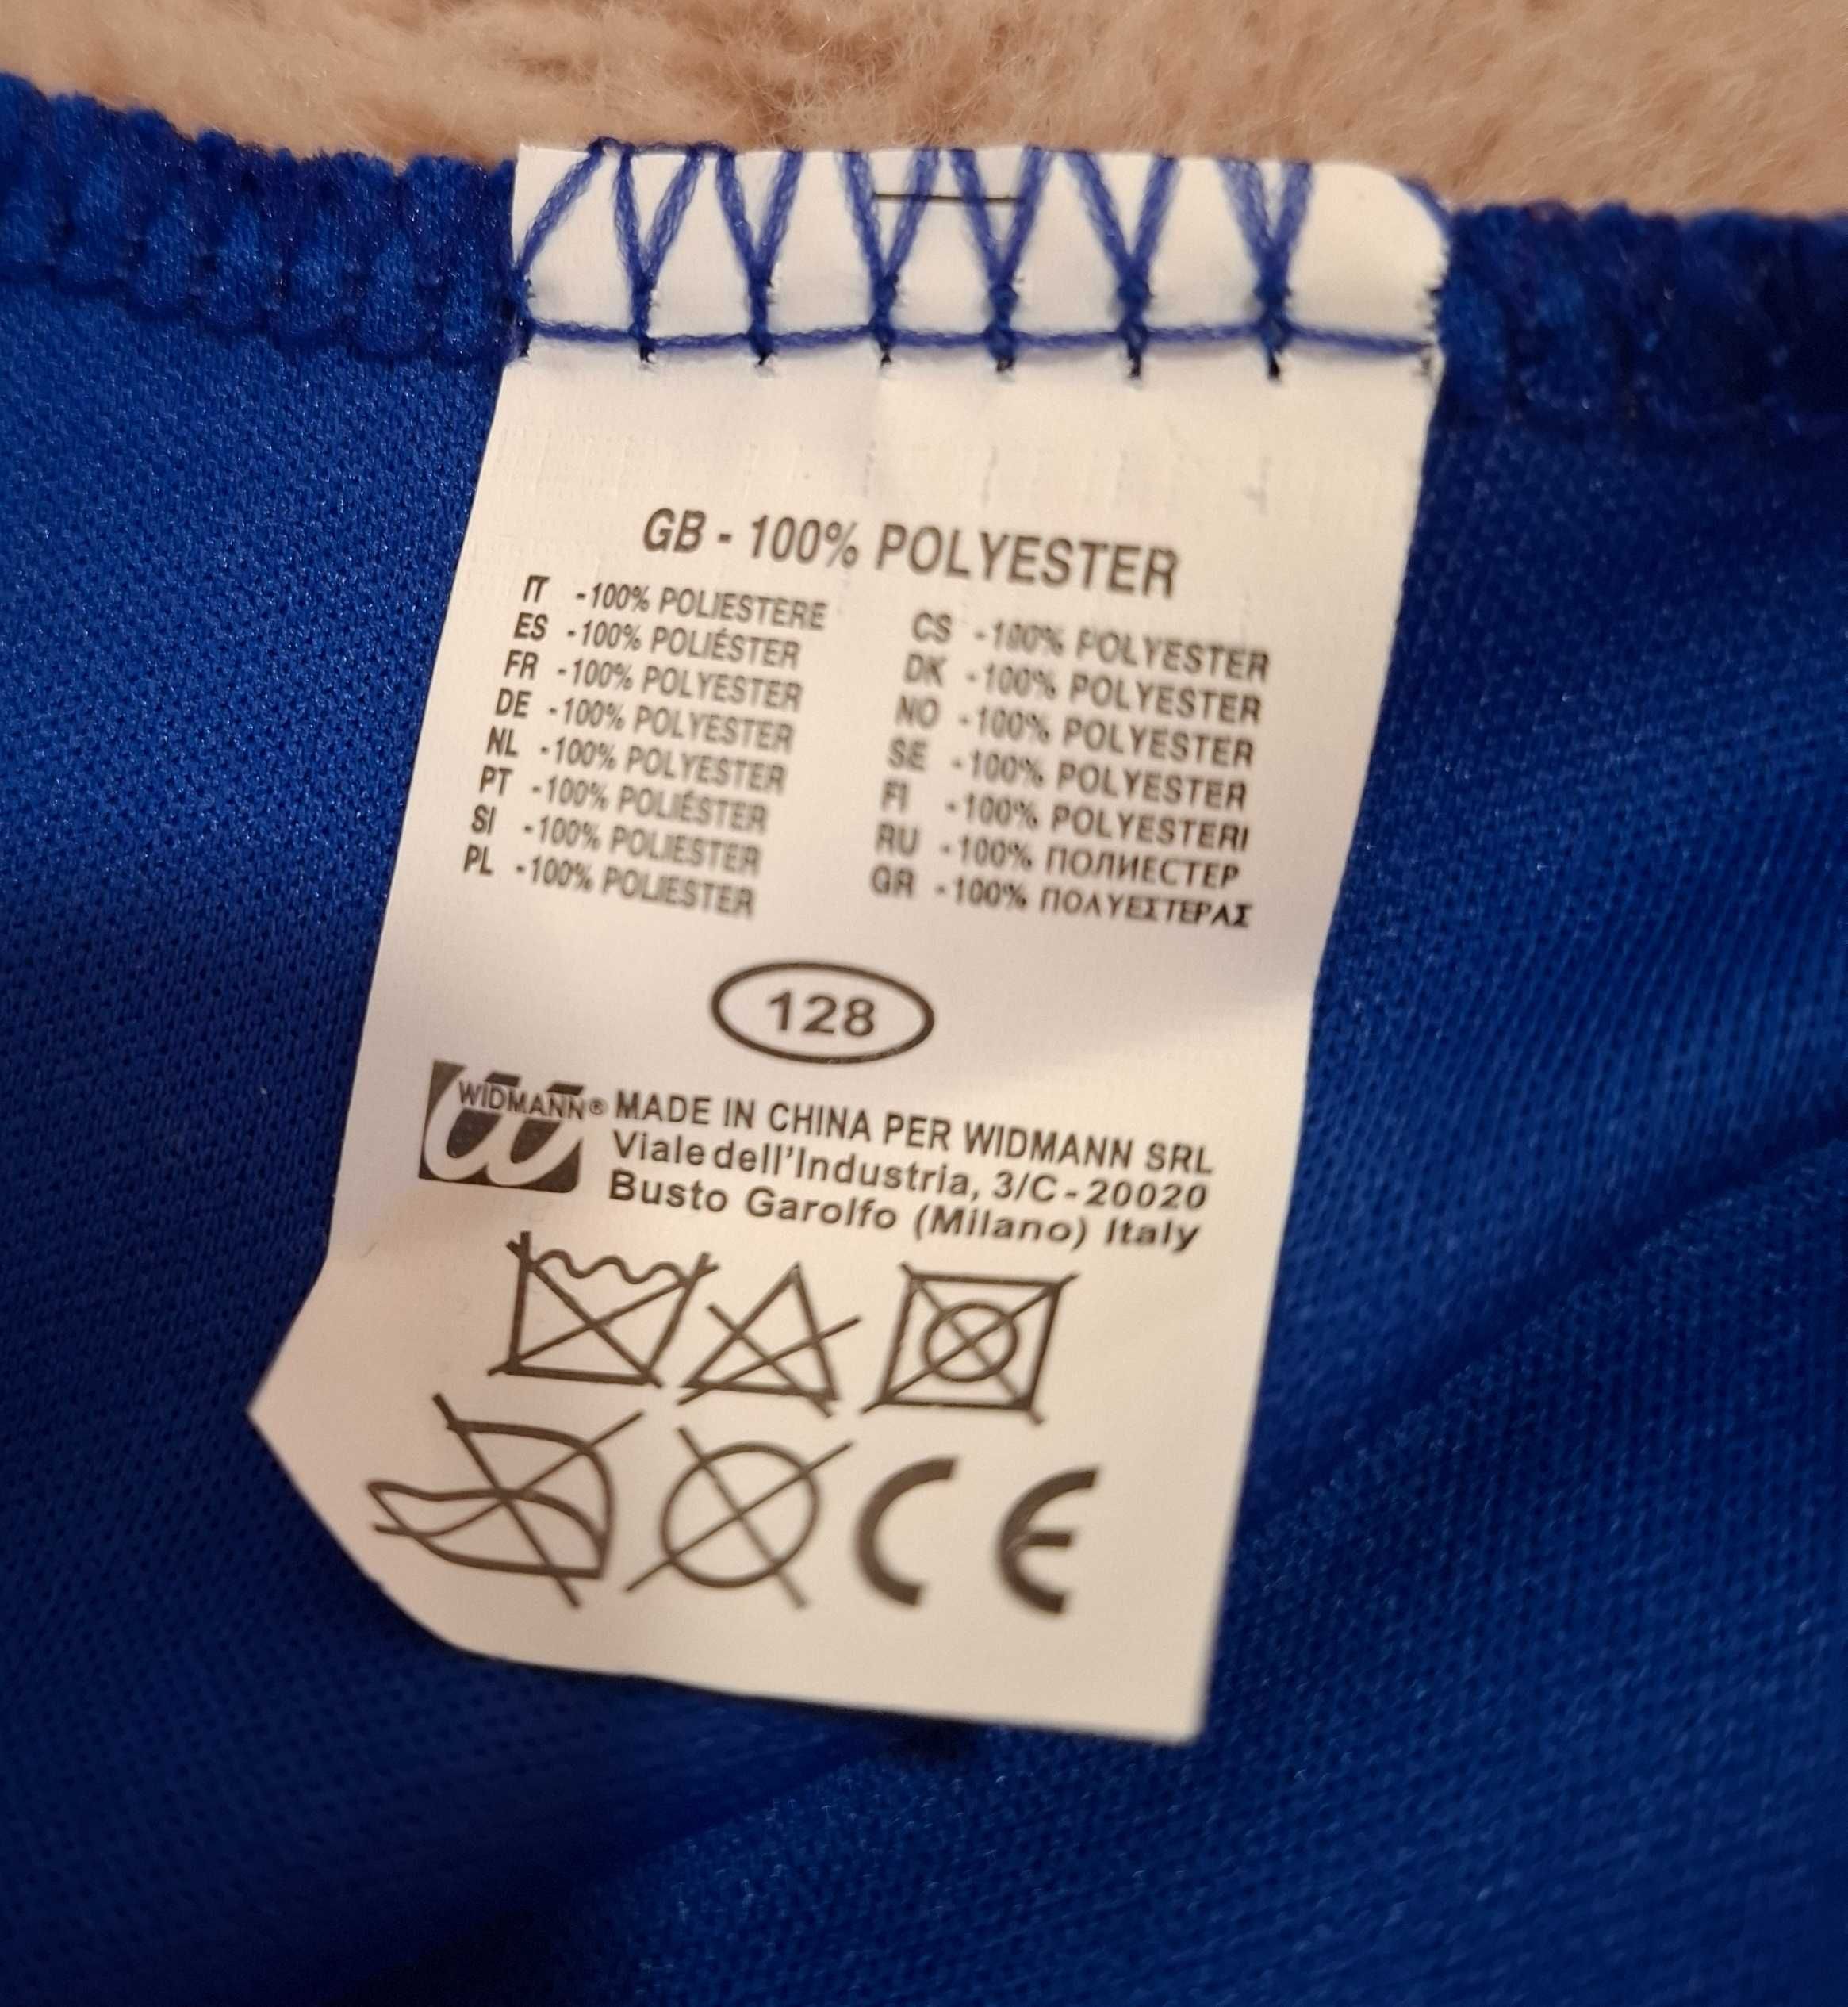 GB - 100% POLYESTER
IT -100% POLIESTERE
ES -100% POLIÉSTER
FR -100% POLYESTER
DE -100% POLYESTER
NL -100% POLYESTER
PT -100% POLIÉSTER
SI -100% POLIESTER
PL -100% POLIESTER
CS -100% POLYESTER
DK -100% POLYESTER
NO -100% POLYESTER
SE -100% POLYESTER
FI -100% POLYESTERI
RU -100% ПОЛИЕСТЕР
GR -100% ΠΟΛΥΕΣΤΕΡΑΣ
128
WIDMANN®
MADE IN CHINA PER WIDMANN SRL
Viale dell'Industria, 3/C - 20020
Busto Garolfo (Milano) Italy
CE